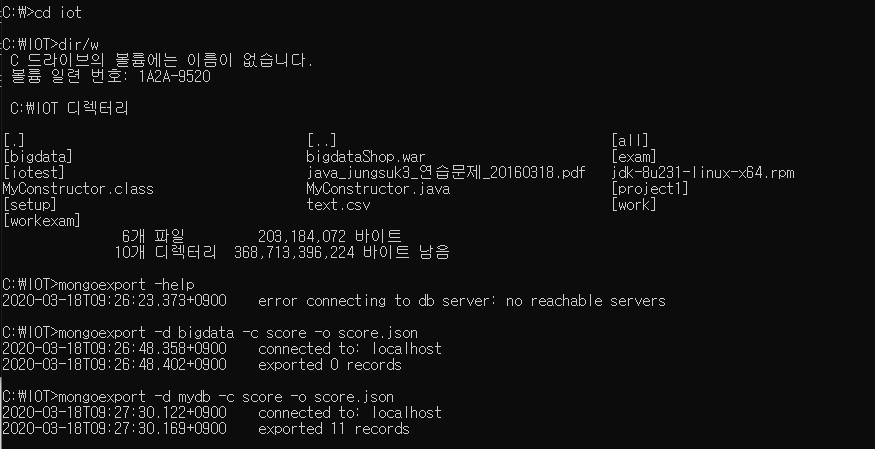 C:\>cd iot
C:\IOT>dir/w
C 드라이브의 볼륨에는 이름이 없습니다.
볼륨 일련 번호: 1A2A-9520
C:\IOT 디렉터리
[.] [..] [all]
[bigdata] bigdataShop.war [exam]
[iotest] java_jungsuk3_연습문제_20160318.pdf jdk-8u231-linux-x64.rpm
MyConstructor.class MyConstructor.java [project1]
[setup] text.csv [work]
[workexam]
6개 파일 203,184,072 바이트
10개 디렉터리 368,713,396,224 바이트 남음
C:\IOT>mongoexport -help
2020-03-18T09:26:23.373+0900 error connecting to db server: no reachable servers
C:\IOT>mongoexport -d bigdata -c score -o score.json
2020-03-18T09:26:48.358+0900 connected to: localhost
2020-03-18T09:26:48.402+0900 exported 0 records
C:\IOT>mongoexport -d mydb -c score -o score.json
2020-03-18T09:27:30.122+0900 connected to: localhost
2020-03-18T09:27:30.169+0900 exported 11 records